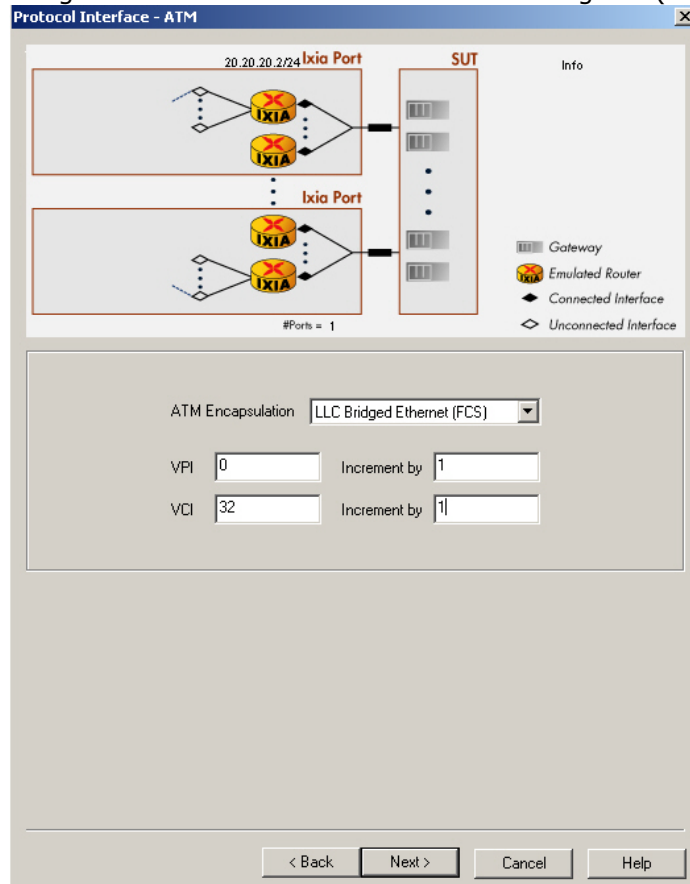 Protocol Interface - ATM
20.20.20.2/24 Ixia Port SUT Info
IXIA
IXIA
Ixia Port
IXIA
IXIA
Gateway
IXIA Emulated Router
Connected Interface
#Ports = 1 Unconnected Interface
ATM Encapsulation LLC Bridged Ethernet (FCS)
VPI 0 Increment by 1
VCI 32 Increment by 1
< Back Next > Cancel Help